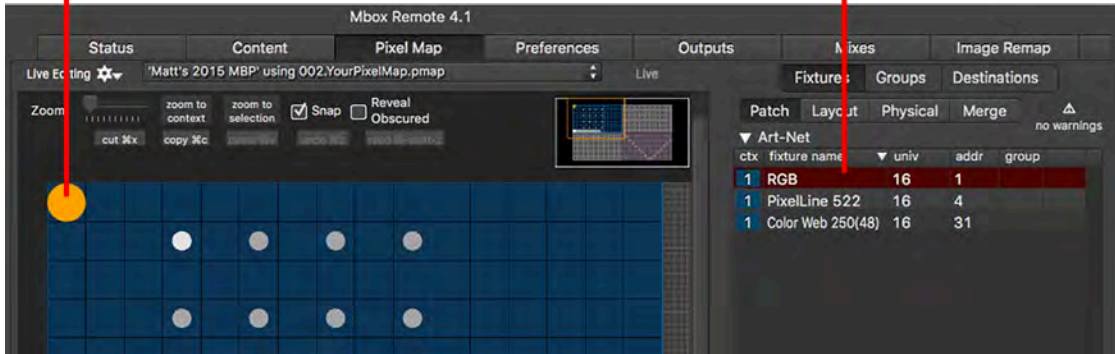 Mbox Remote 4.1
Status Content Pixel Map Preferences Outputs Mixes Image Remap
Live Editing 'Matt's 2015 MBP' using 002.YourPixelMap.pmap Live
Fixtures Groups Destinations
Zoom zoom to context zoom to selection Snap Reveal Obscured
cut ⌘x copy ⌘c
Patch Layout Physical Merge no warnings
▼ Art-Net
ctx fixture name ▼ univ addr group
1 RGB 16 1
1 PixelLine 522 16 4
1 Color Web 250(48) 16 31